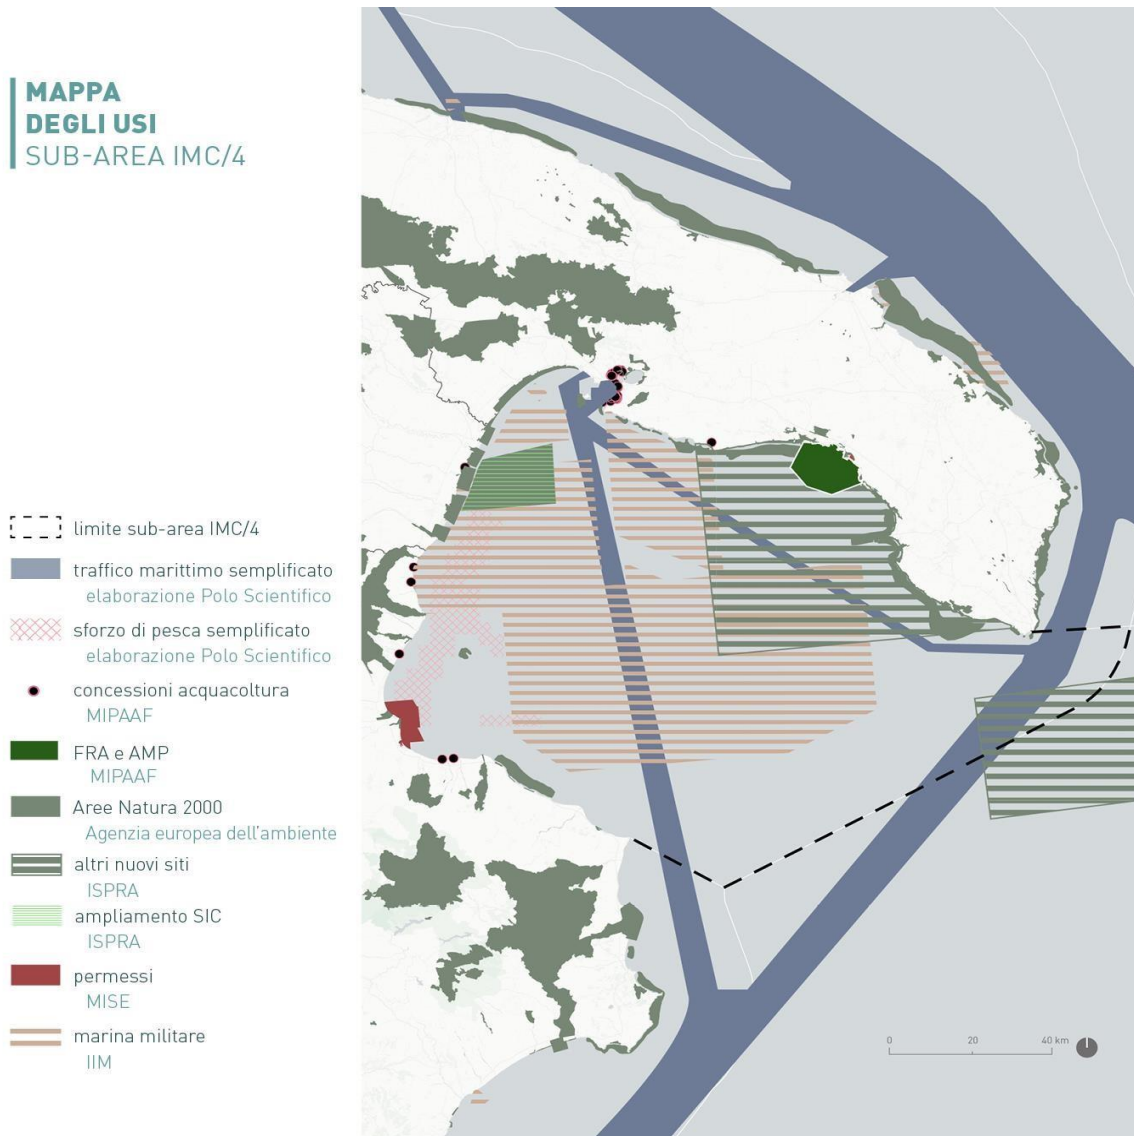 MAPPA
DEGLI USI
SUB-AREA IMC/4
limite sub-area IMC/4
traffico marittimo semplificato
elaborazione Polo Scientifico
sforzo di pesca semplificato
elaborazione Polo Scientifico
concessioni acquacoltura
MIPAAF
FRA e AMP
MIPAAF
Aree Natura 2000
Agenzia europea dell'ambiente
altri nuovi siti
ISPRA
ampliamento SIC
ISPRA
permessi
MISE
marina militare
IIM
0 20 40 km